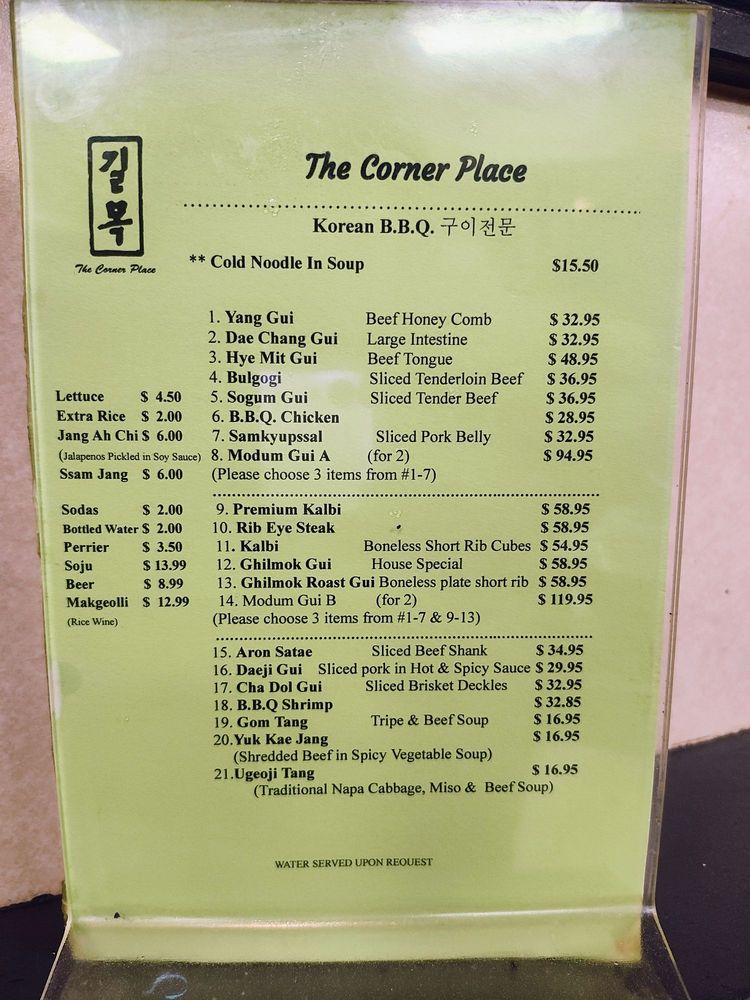 길목
The Corner Place
The Corner Place
Korean B.B.Q. 구이전문
** Cold Noodle In Soup $15.50
1. Yang Gui Beef Honey Comb $ 32.95
2. Dae Chang Gui Large Intestine $ 32.95
3. Hye Mit Gui Beef Tongue $ 48.95
4. Bulgogi Sliced Tenderloin Beef $ 36.95
5. Sogum Gui Sliced Tender Beef $ 36.95
6. B.B.Q. Chicken $ 28.95
7. Samkyupssal Sliced Pork Belly $ 32.95
8. Modum Gui A (for 2) $ 94.95
(Please choose 3 items from #1-7)
9. Premium Kalbi $ 58.95
10. Rib Eye Steak $ 58.95
11. Kalbi Boneless Short Rib Cubes $ 54.95
12. Ghilmok Gui House Special $ 58.95
13. Ghilmok Roast Gui Boneless plate short rib $ 58.95
14. Modum Gui B (for 2) $ 119.95
(Please choose 3 items from #1-7 & 9-13)
15. Aron Satae Sliced Beef Shank $ 34.95
16. Daeji Gui Sliced pork in Hot & Spicy Sauce $ 29.95
17. Cha Dol Gui Sliced Brisket Deckles $ 32.95
18. B.B.Q Shrimp $ 32.85
19. Gom Tang Tripe & Beef Soup $ 16.95
20.Yuk Kae Jang $ 16.95
(Shredded Beef in Spicy Vegetable Soup)
21.Ugeoji Tang $ 16.95
(Traditional Napa Cabbage, Miso & Beef Soup)
Lettuce $ 4.50
Extra Rice $ 2.00
Jang Ah Chi $ 6.00
(Jalapenos Pickled in Soy Sauce)
Ssam Jang $ 6.00
Sodas $ 2.00
Bottled Water $ 2.00
Perrier $ 3.50
Soju $ 13.99
Beer $ 8.99
Makgeolli $ 12.99
(Rice Wine)
WATER SERVED UPON REQUEST